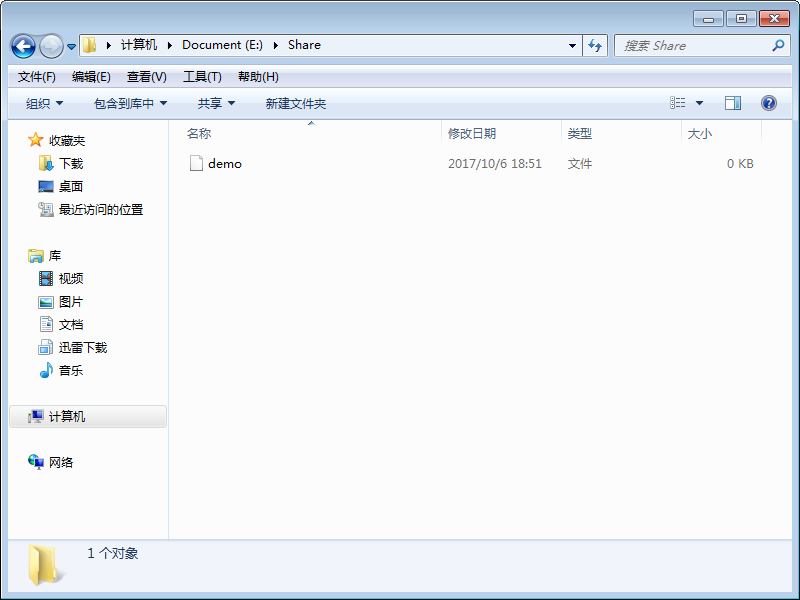 计算机 Document (E:) Share
搜索 Share
文件(F) 编辑(E) 查看(V) 工具(T) 帮助(H)
组织 包含到库中 共享 新建文件夹
收藏夹
下载
桌面
最近访问的位置
库
视频
图片
文档
迅雷下载
音乐
计算机
网络
名称 修改日期 类型 大小
demo 2017/10/6 18:51 文件 0 KB
1 个对象